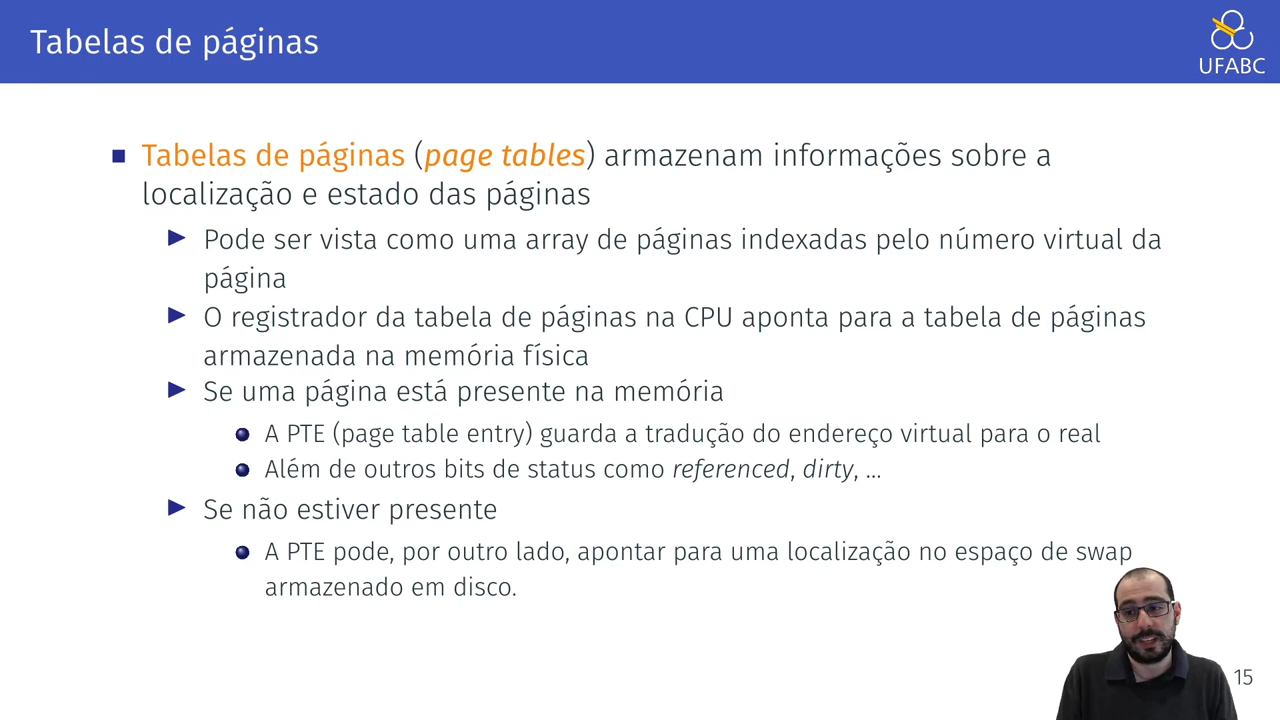 Tabelas de páginas
UFABC
Tabelas de páginas (page tables) armazenam informações sobre a
localização e estado das páginas
Pode ser vista como uma array de páginas indexadas pelo número virtual da
página
O registrador da tabela de páginas na CPU aponta para a tabela de páginas
armazenada na memória física
Se uma página está presente na memória
A PTE (page table entry) guarda a tradução do endereço virtual para o real
Além de outros bits de status como referenced, dirty, ...
Se não estiver presente
A PTE pode, por outro lado, apontar para uma localização no espaço de swap
armazenado em disco.
15